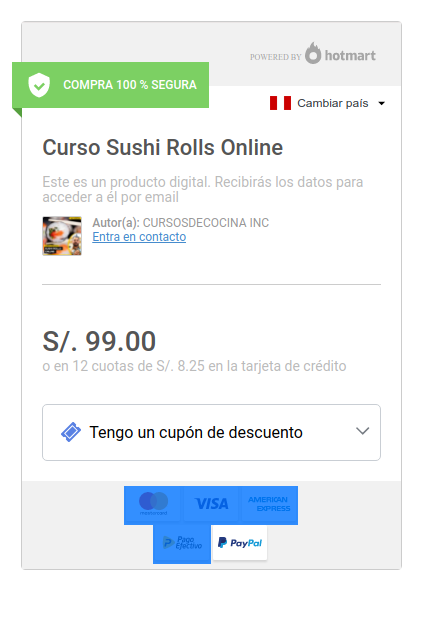 POWERED BY hotmart
COMPRA 100 % SEGURA
Cambiar país
Curso Sushi Rolls Online
Este es un producto digital. Recibirás los datos para
acceder a él por email
Autor(a): CURSOSDECOCINA INC
Entra en contacto
S/. 99.00
o en 12 cuotas de S/. 8.25 en la tarjeta de crédito
Tengo un cupón de descuento
mastercard VISA AMERICAN
EXPRESS
Pago
Efectivo PayPal